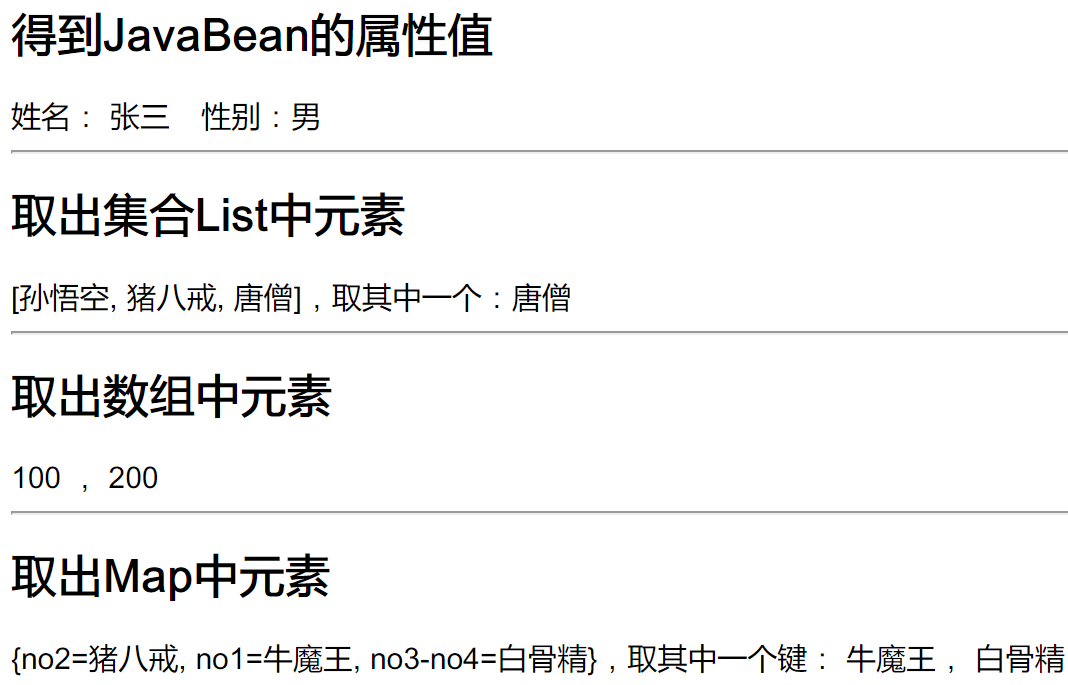 得到JavaBean的属性值
姓名： 张三 性别：男
取出集合List中元素
[孙悟空, 猪八戒, 唐僧]，取其中一个：唐僧
取出数组中元素
100 ， 200
取出Map中元素
{no2=猪八戒, no1=牛魔王, no3-no4=白骨精}，取其中一个键： 牛魔王， 白骨精